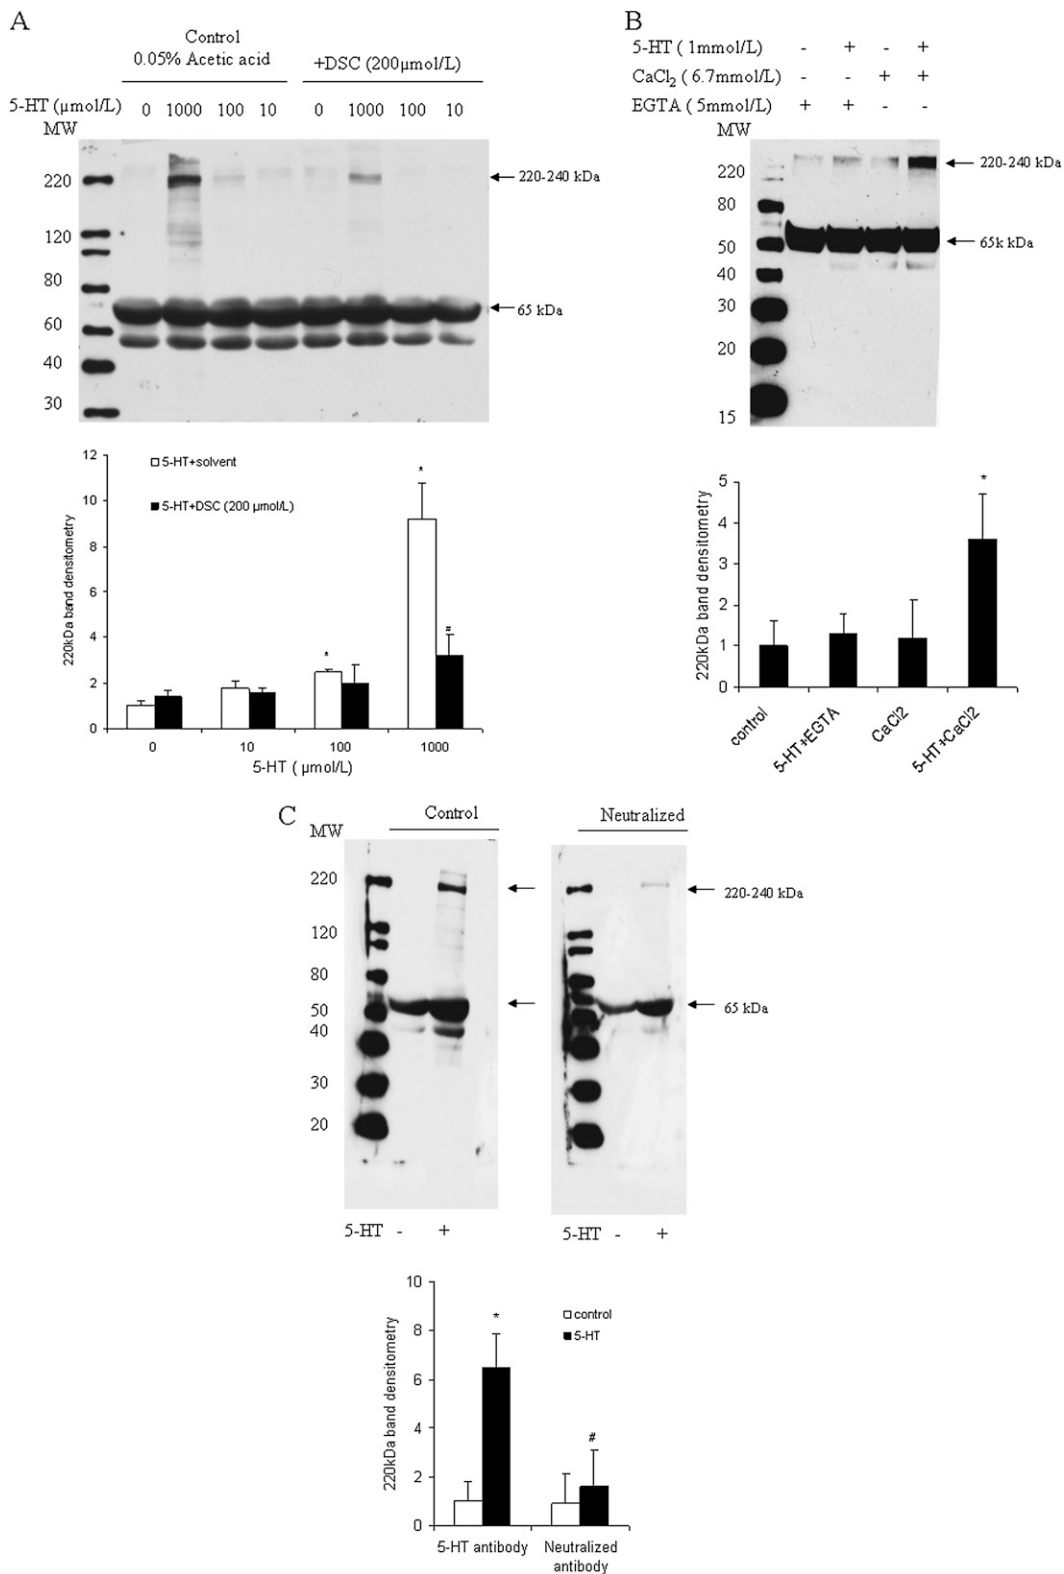 A
Control
0.05% Acetic acid
+DSC (200µmol/L)
5-HT (µmol/L) 0 1000 100 10 0 1000 100 10
MW
220
120
80
60
40
30
220-240 kDa
65 kDa
12
10
8
6
4
2
0
220kDa band densitometry
5-HT+solvent
5-HT+DSC (200 µmol/L)
*
*
#
0 10 100 1000
5-HT ( µmol/L)
B
5-HT ( 1mmol/L) - + - +
CaCl2 ( 6.7mmol/L) - - + +
EGTA ( 5mmol/L) + + - -
MW
220
80
50
40
30
20
15
220-240 kDa
65k kDa
5
4
3
2
1
0
220kDa band densitometry
*
control
5-HT+EGTA
CaCl2
5-HT+CaCl2
C
MW
Control
Neutralized
220
120
80
50
40
30
20
220-240 kDa
65 kDa
5-HT - +
5-HT - +
10
8
6
4
2
0
220kDa band densitometry
control
5-HT
*
#
5-HT antibody
Neutralized
antibody